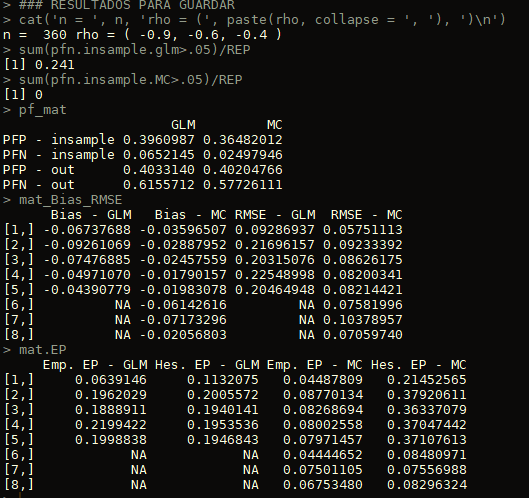 > ### RESULTADOS PARA GUARDAR
> cat('n = ', n, 'rho = (', paste(rho, collapse = ', '), ')\n')
n =  360 rho = ( -0.9, -0.6, -0.4 )
> sum(pfn.insample.glm>.05)/REP
[1] 0.241
> sum(pfn.insample.MC>.05)/REP
[1] 0
> pf_mat
GLM MC
PFP - insample 0.3960987 0.36482012
PFN - insample 0.0652145 0.02497946
PFP - out 0.4033140 0.40204766
PFN - out 0.6155712 0.57726111
> mat_Bias_RMSE
Bias - GLM Bias - MC RMSE - GLM RMSE - MC
[1,] -0.06737688 -0.03596507 0.09286937 0.05751113
[2,] -0.09261069 -0.02887952 0.21696157 0.09233392
[3,] -0.07476885 -0.02457559 0.20315076 0.08626175
[4,] -0.04971070 -0.01790157 0.22548998 0.08200341
[5,] -0.04390779 -0.01983078 0.20464948 0.08214421
[6,] NA -0.06142616 NA 0.07581996
[7,] NA -0.07173296 NA 0.10378957
[8,] NA -0.02056803 NA 0.07059740
> mat.EP
Emp. EP - GLM Hes. EP - GLM Emp. EP - MC Hes. EP - MC
[1,] 0.0639146 0.1132075 0.04487809 0.21452565
[2,] 0.1962029 0.2005572 0.08770134 0.37920611
[3,] 0.1888911 0.1940141 0.08268694 0.36337079
[4,] 0.2199422 0.1953536 0.08002558 0.37047442
[5,] 0.1998838 0.1946843 0.07971457 0.37107613
[6,] NA NA 0.04444652 0.08480971
[7,] NA NA 0.07501105 0.07556988
[8,] NA NA 0.06753480 0.08296324